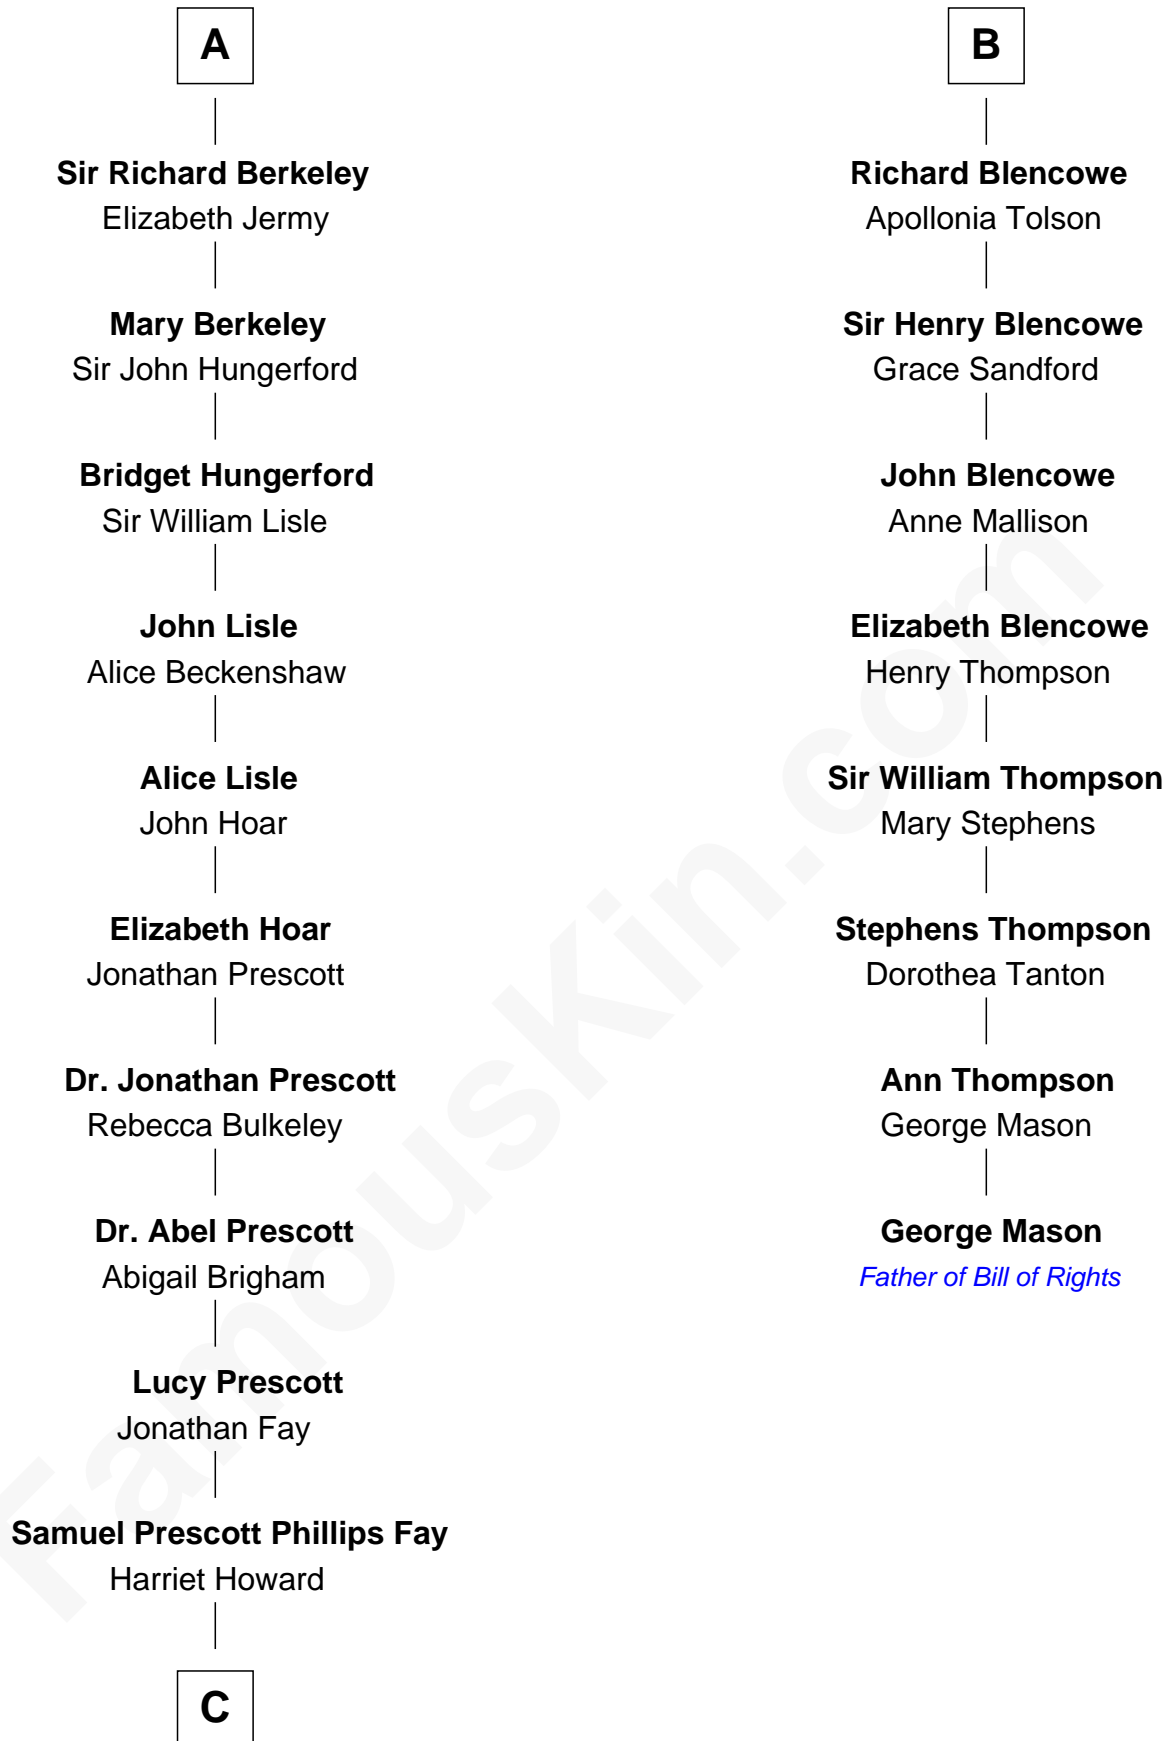 A
Sir Richard Berkeley
Elizabeth Jermy
Mary Berkeley
Sir John Hungerford
Bridget Hungerford
Sir William Lisle
John Lisle
Alice Beckenshaw
Alice Lisle
John Hoar
Elizabeth Hoar
Jonathan Prescott
Dr. Jonathan Prescott
Rebecca Bulkeley
Dr. Abel Prescott
Abigail Brigham
Lucy Prescott
Jonathan Fay
Samuel Prescott Phillips Fay
Harriet Howard
C
B
Richard Blencowe
Apollonia Tolson
Sir Henry Blencowe
Grace Sandford
John Blencowe
Anne Mallison
Elizabeth Blencowe
Henry Thompson
Sir William Thompson
Mary Stephens
Stephens Thompson
Dorothea Tanton
Ann Thompson
George Mason
George Mason
Father of Bill of Rights
FamousKin.com